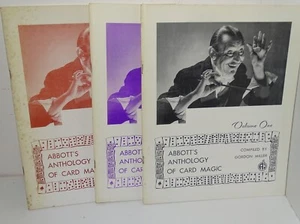 ABBOTT'S
ANTHOLOGY
OF CARD MAGIC
ABBOTT'S
ANTHOLOGY
OF CARD MAGIC
Volume One
ABBOTT'S
ANTHOLOGY
OF CARD MAGIC
COMPILED BY
GORDON MILLER